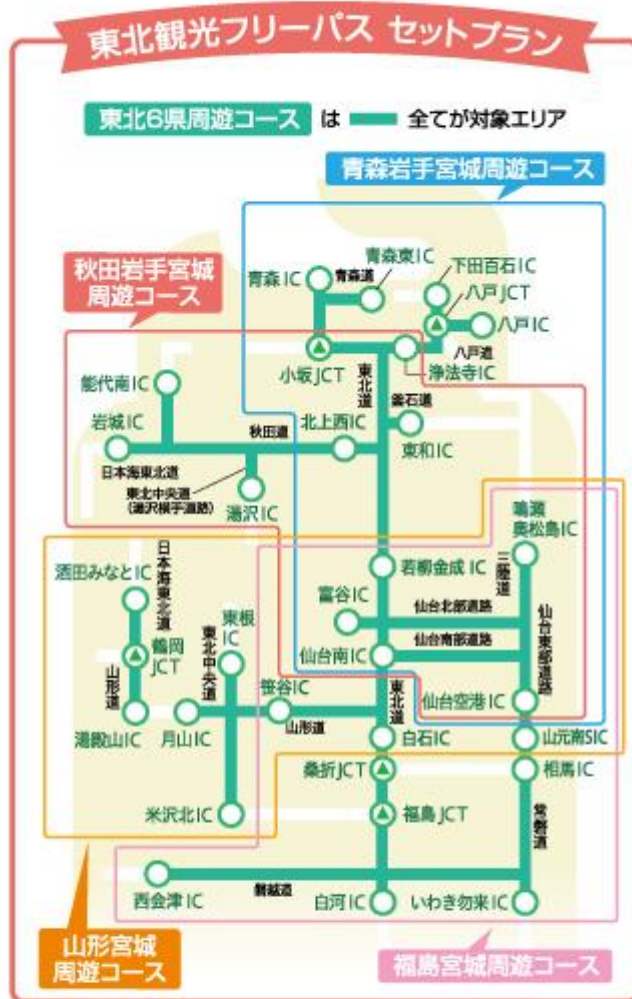 東北観光フリーパス セットプラン
東北6県周遊コース は 全てが対象エリア
青森岩手宮城周遊コース
秋田岩手宮城
周遊コース
青森IC
青森道
青森東IC
下田百石IC
八戸JCT
八戸IC
八戸道
小坂JCT
東北道
浄法寺IC
能代南IC
釜石道
岩城IC
秋田道
北上西IC
東和IC
日本海東北道
東北中央道
(湯沢横手道路)
湯沢IC
鳴瀬
奥松島IC
酒田みなとIC
日本海東北道
若柳金成IC
三陸道
富谷IC
仙台北部道路
東根
IC
仙台南部道路
仙台東部道路
鶴岡
JCT
東北中央道
仙台南IC
山形道
笹谷IC
東北道
仙台空港IC
湯殿山IC
月山IC
山形道
白石IC
山元南SIC
桑折JCT
相馬IC
米沢北IC
福島JCT
常磐道
西会津IC
磐越道
白河IC
いわき勿来IC
山形宮城
周遊コース
福島宮城周遊コース